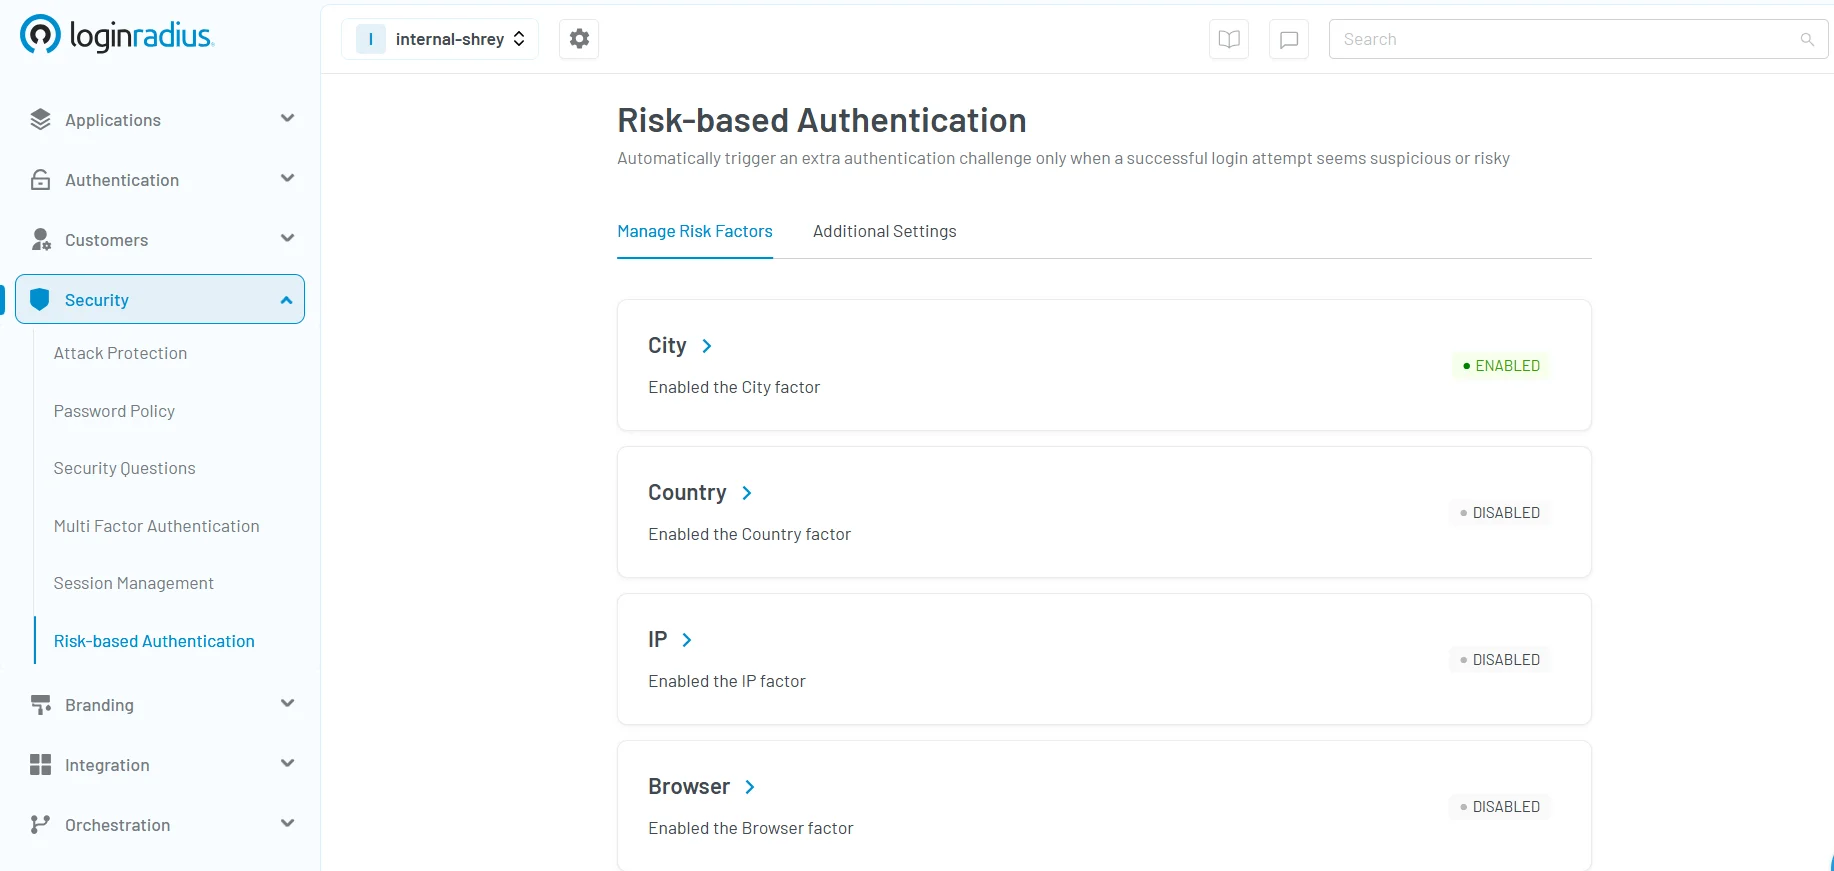 loginradius
I internal-shrey
Search
Applications
Authentication
Customers
Security
Attack Protection
Password Policy
Security Questions
Multi Factor Authentication
Session Management
Risk-based Authentication
Branding
Integration
Orchestration
Risk-based Authentication
Automatically trigger an extra authentication challenge only when a successful login attempt seems suspicious or risky
Manage Risk Factors Additional Settings
City
Enabled the City factor
ENABLED
Country
Enabled the Country factor
DISABLED
IP
Enabled the IP factor
DISABLED
Browser
Enabled the Browser factor
DISABLED